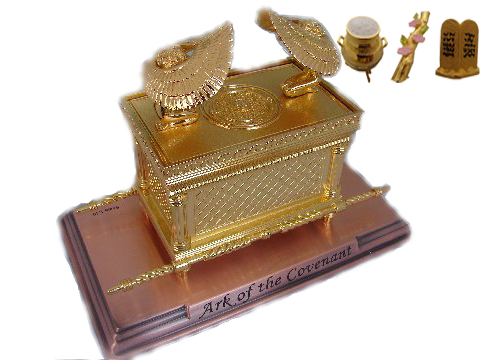 Ark of the Covenant